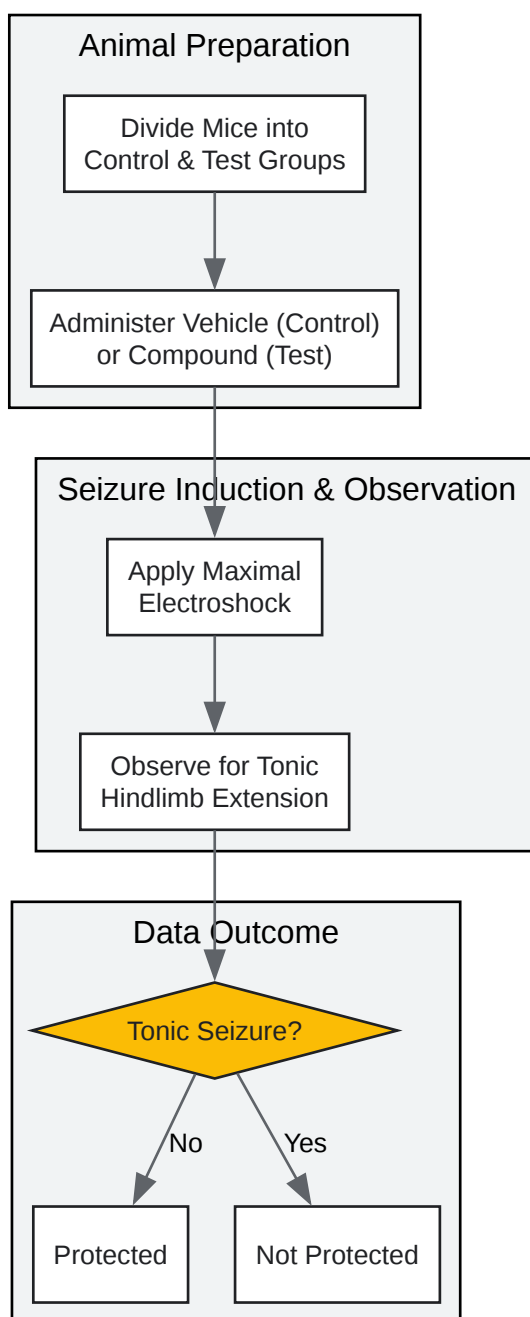 Animal Preparation
Divide Mice into
Control & Test Groups
Administer Vehicle (Control)
or Compound (Test)
Seizure Induction & Observation
Apply Maximal
Electroshock
Observe for Tonic
Hindlimb Extension
Data Outcome
Tonic Seizure?
No
Yes
Protected
Not Protected